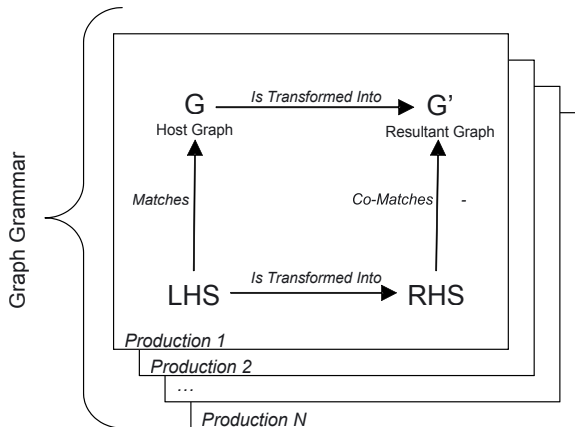 Graph Grammar
G
Is Transformed Into
G’
Host Graph
Resultant Graph
Matches
Co-Matches -
LHS
Is Transformed Into
RHS
Production 1
Production 2
...
Production N